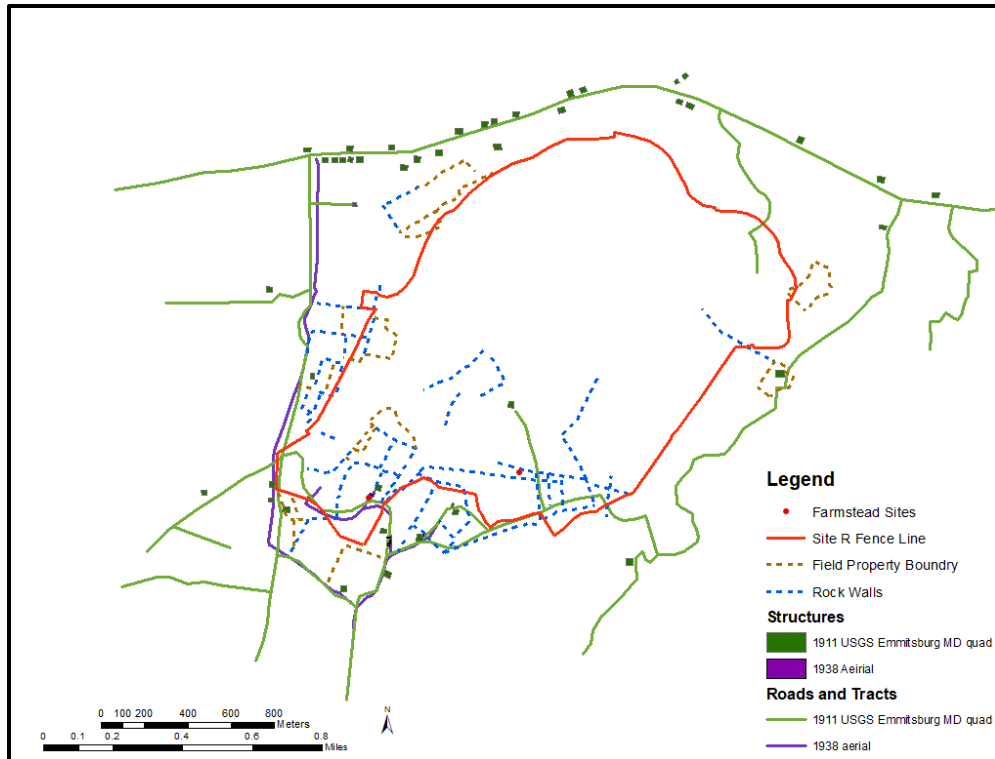 Legend
Farmstead Sites
Site R Fence Line
Field Property Boundry
Rock Walls
Structures
1911 USGS Emmitsburg MD quad
1938 Aeirial
Roads and Tracts
1911 USGS Emmitsburg MD quad
1938 aerial
N
0 100 200 400 600 800
Meters
0 0.1 0.2 0.4 0.6 0.8
Miles